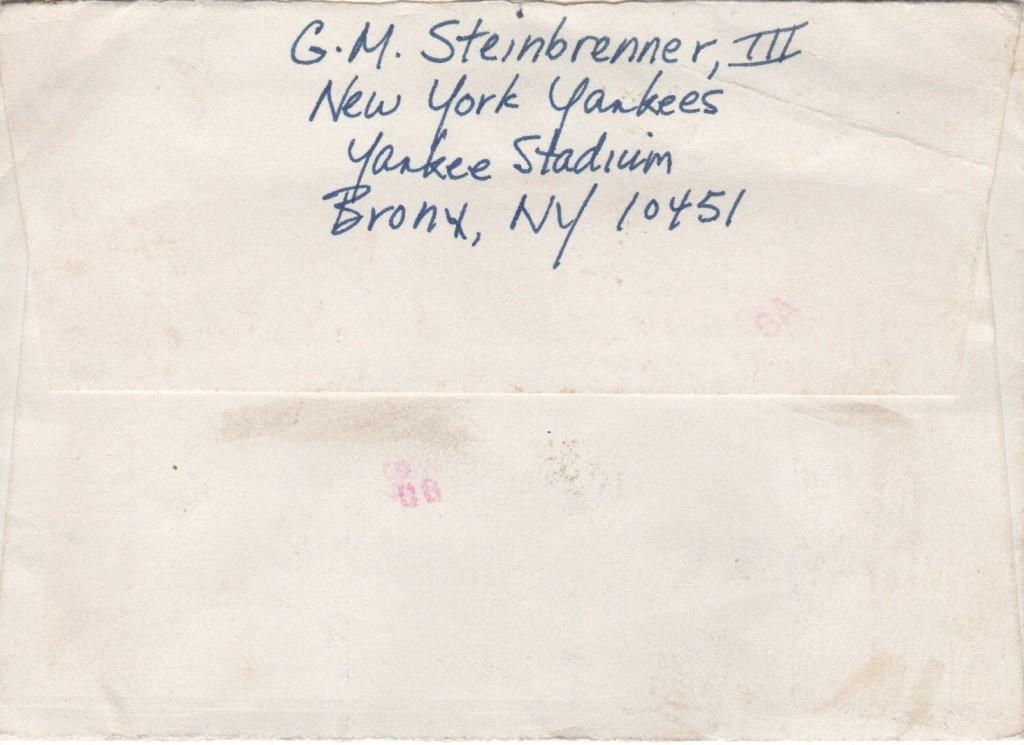 G.M. Steinbrenner, III
New York Yankees
Yankee Stadium
Bronx, NY 10451